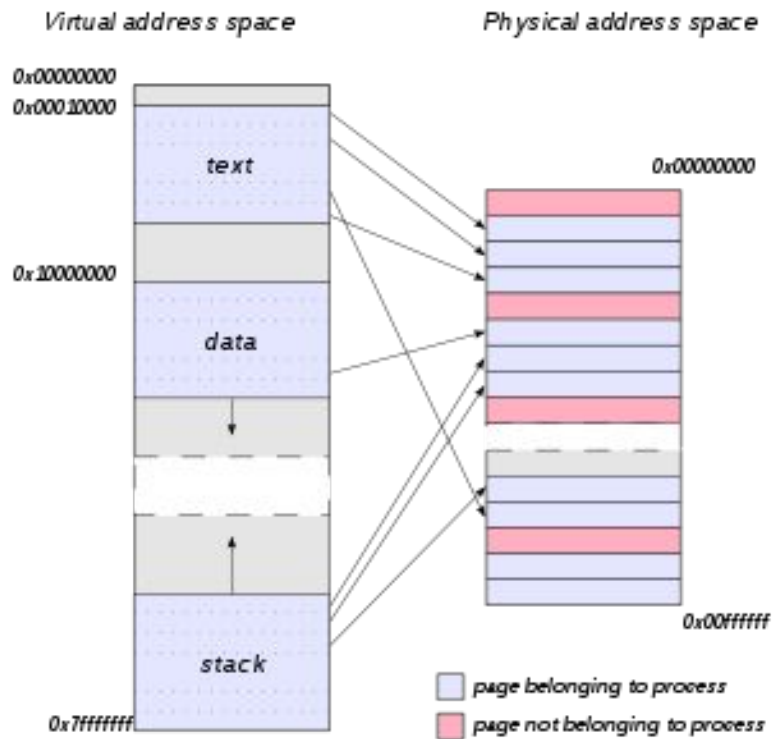 Virtual address space
Physical address space
0x00000000
0x00010000
text
0x00000000
0x10000000
data
stack
0x00ffffff
page belonging to process
0x7fffffff
page not belonging to process